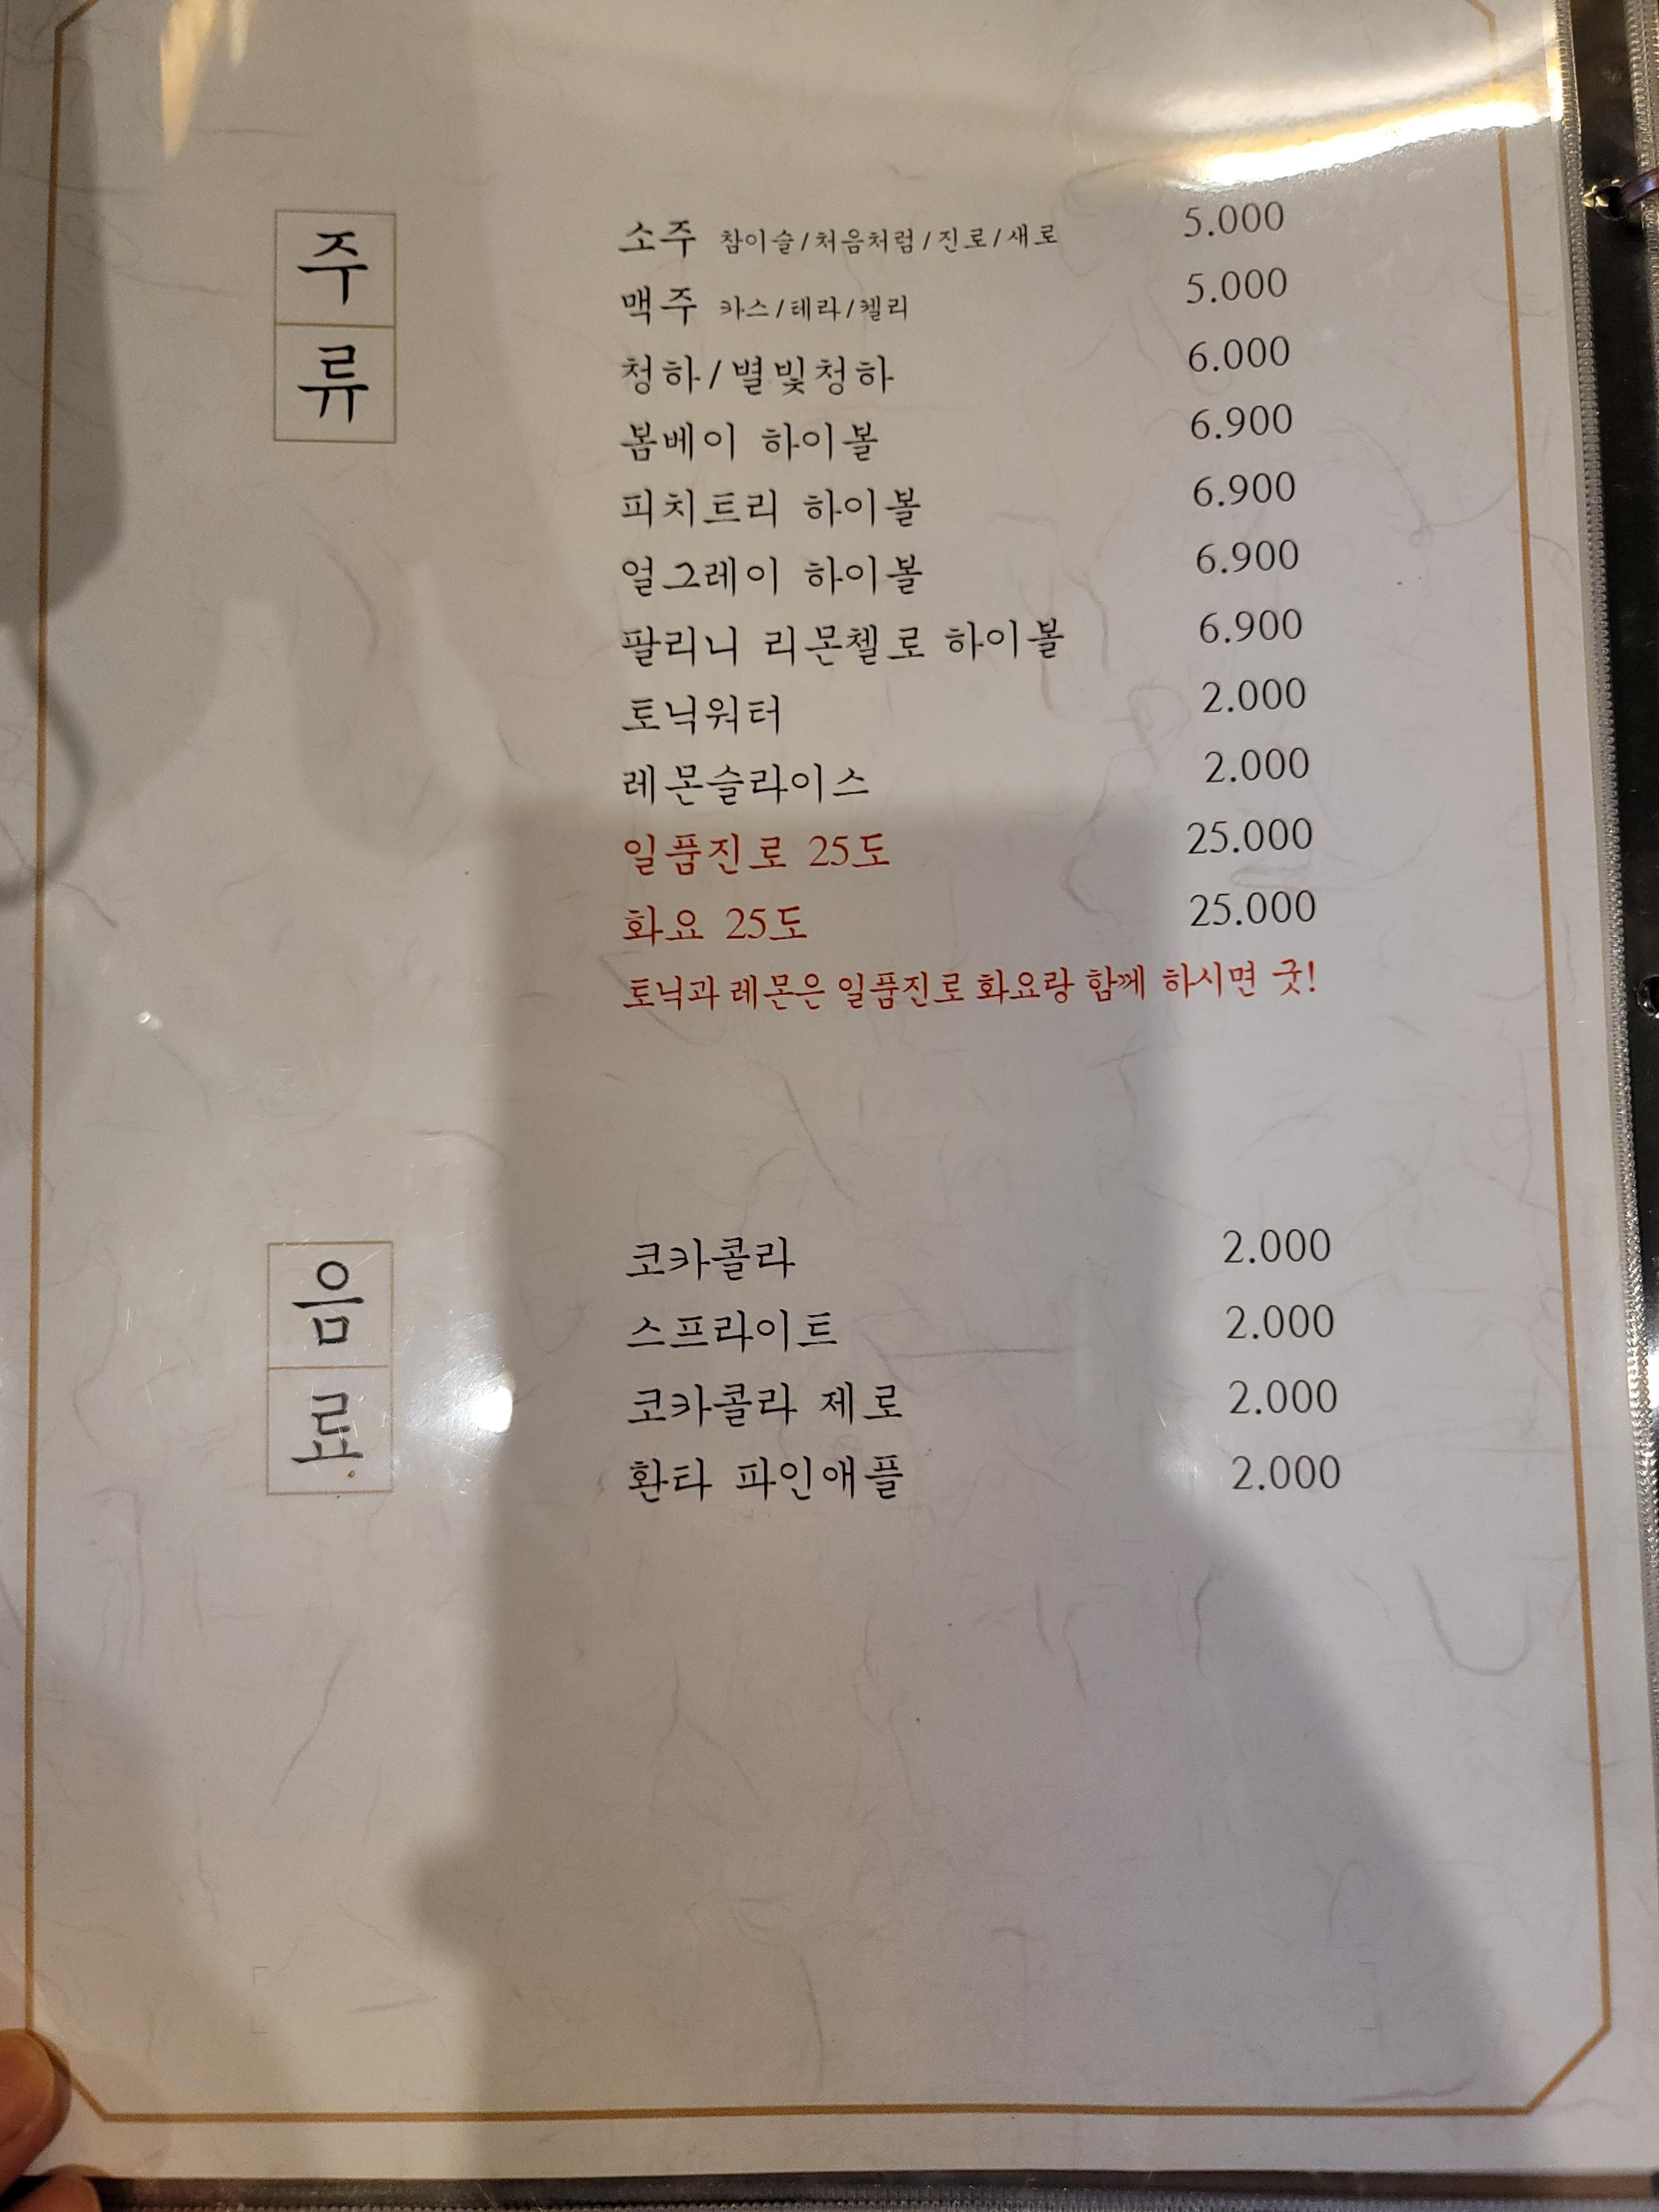 주류
소주 참이슬/처음처럼/진로/새로 5.000
맥주 카스/테라/켈리 5.000
청하/별빛청하 6.000
봄베이 하이볼 6.900
피치트리 하이볼 6.900
얼그레이 하이볼 6.900
팔리니 리몬첼로 하이볼 6.900
토닉워터 2.000
레몬슬라이스 2.000
일품진로 25도 25.000
화요 25도 25.000
토닉과 레몬은 일품진로 화요랑 함께 하시면 굿!
음료
코카콜라 2.000
스프라이트 2.000
코카콜라 제로 2.000
환타 파인애플 2.000